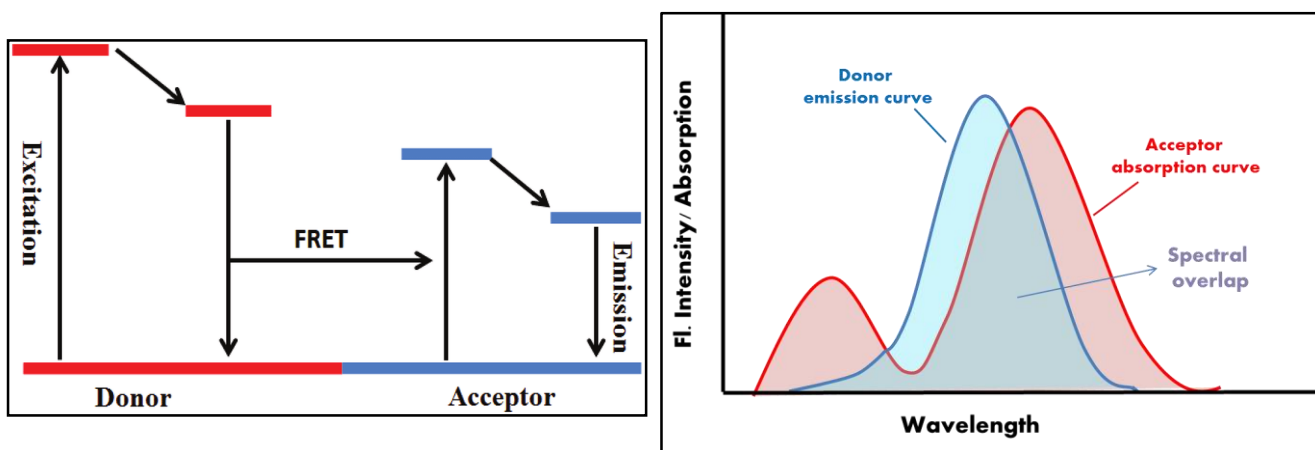 Excitation
FRET
Emission
Donor
Acceptor
Fl. Intensity/ Absorption
Donor
emission curve
Acceptor
absorption curve
Spectral
overlap
Wavelength